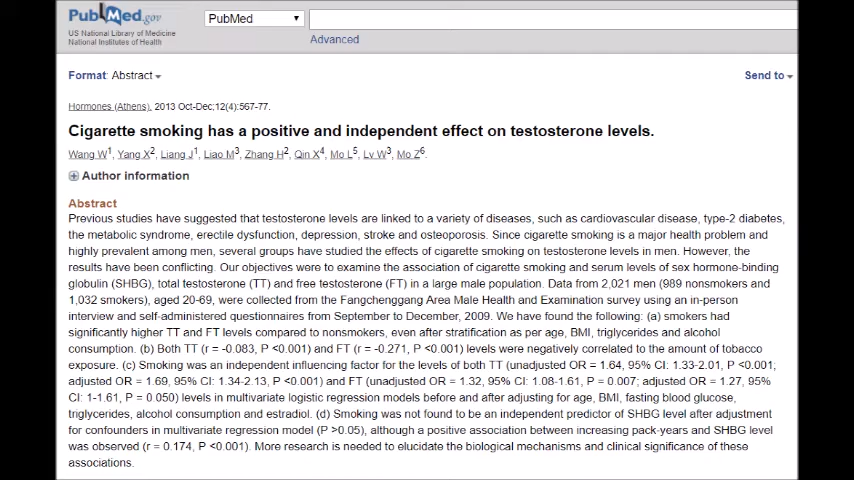 PubMed.gov
US National Library of Medicine
National Institutes of Health
PubMed
Advanced
Format: Abstract
Send to
Hormones (Athens). 2013 Oct-Dec;12(4):567-77.
Cigarette smoking has a positive and independent effect on testosterone levels.
Wang W1, Yang X2, Liang J1, Liao M3, Zhang H2, Qin X4, Mo L5, Lv W3, Mo Z6.
Author information
Abstract
Previous studies have suggested that testosterone levels are linked to a variety of diseases, such as cardiovascular disease, type-2 diabetes,
the metabolic syndrome, erectile dysfunction, depression, stroke and osteoporosis. Since cigarette smoking is a major health problem and
highly prevalent among men, several groups have studied the effects of cigarette smoking on testosterone levels in men. However, the
results have been conflicting. Our objectives were to examine the association of cigarette smoking and serum levels of sex hormone-binding
globulin (SHBG), total testosterone (TT) and free testosterone (FT) in a large male population. Data from 2,021 men (989 nonsmokers and
1,032 smokers), aged 20-69, were collected from the Fangchenggang Area Male Health and Examination survey using an in-person
interview and self-administered questionnaires from September to December, 2009. We have found the following: (a) smokers had
significantly higher TT and FT levels compared to nonsmokers, even after stratification as per age, BMI, triglycerides and alcohol
consumption. (b) Both TT (r = -0.083, P <0.001) and FT (r = -0.271, P <0.001) levels were negatively correlated to the amount of tobacco
exposure. (c) Smoking was an independent influencing factor for the levels of both TT (unadjusted OR = 1.64, 95% CI: 1.33-2.01, P <0.001;
adjusted OR = 1.69, 95% CI: 1.34-2.13, P <0.001) and FT (unadjusted OR = 1.32, 95% CI: 1.08-1.61, P = 0.007; adjusted OR = 1.27, 95%
CI: 1-1.61, P = 0.050) levels in multivariate logistic regression models before and after adjusting for age, BMI, fasting blood glucose,
triglycerides, alcohol consumption and estradiol. (d) Smoking was not found to be an independent predictor of SHBG level after adjustment
for confounders in multivariate regression model (P >0.05), although a positive association between increasing pack-years and SHBG level
was observed (r = 0.174, P <0.001). More research is needed to elucidate the biological mechanisms and clinical significance of these
associations.